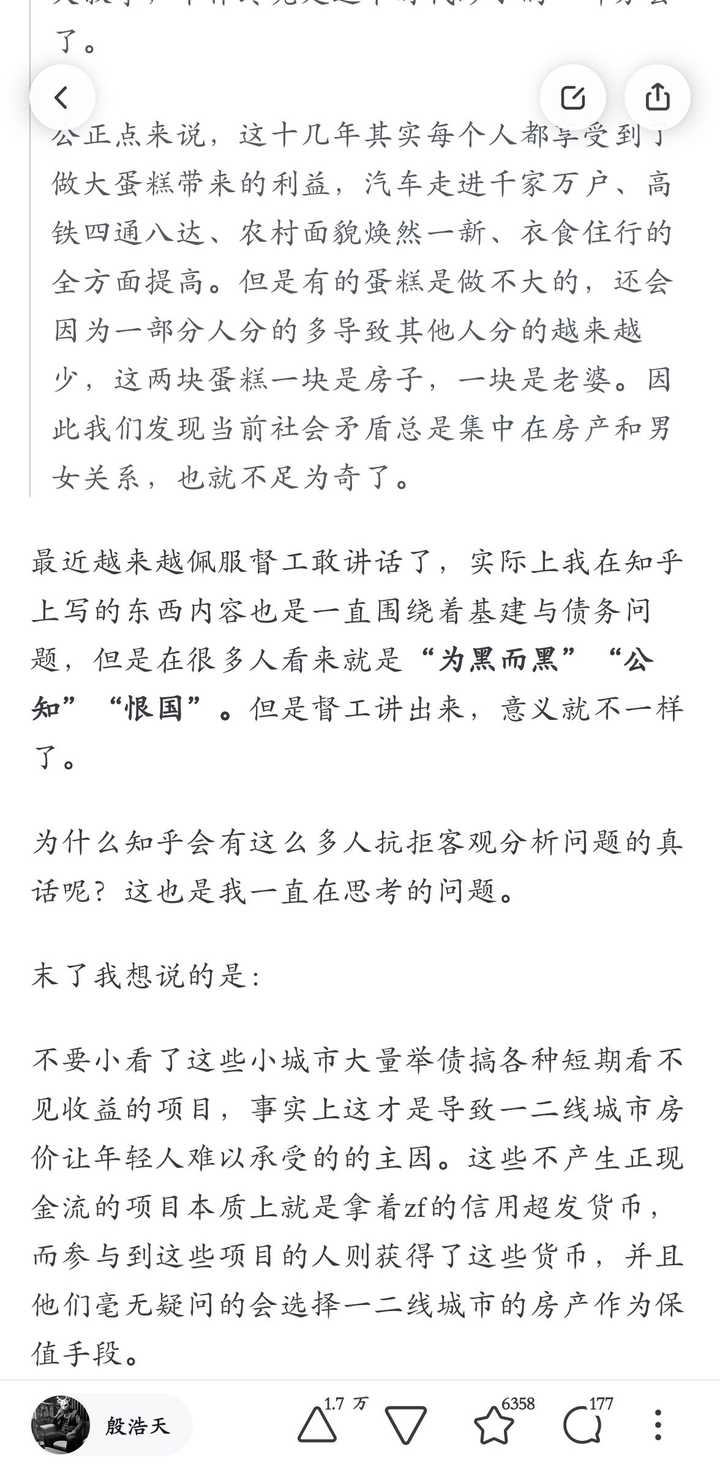 了。
公正点来说，这十几年其实每个人都享受到了
做大蛋糕带来的利益，汽车走进千家万户、高
铁四通八达、农村面貌焕然一新、衣食住行的
全方面提高。但是有的蛋糕是做不大的，还会
因为一部分人分的多导致其他人分的越来越
少，这两块蛋糕一块是房子，一块是老婆。因
此我们发现当前社会矛盾总是集中在房产和男
女关系，也就不足为奇了。
最近越来越佩服督工敢讲话了，实际上我在知乎
上写的东西内容也是一直围绕着基建与债务问
题，但是在很多人看来就是“为黑而黑”“公
知”“恨国”。但是督工讲出来，意义就不一样
了。
为什么知乎会有这么多人抗拒客观分析问题的真
话呢？这也是我一直在思考的问题。
末了我想说的是：
不要小看了这些小城市大量举债搞各种短期看不
见收益的项目，事实上这才是导致一二线城市房
价让年轻人难以承受的的主因。这些不产生正现
金流的项目本质上就是拿着zf的信用超发货币，
而参与到这些项目的人则获得了这些货币，并且
他们毫无疑问的会选择一二线城市的房产作为保
值手段。
殷浩天 1.7 万 6358 177